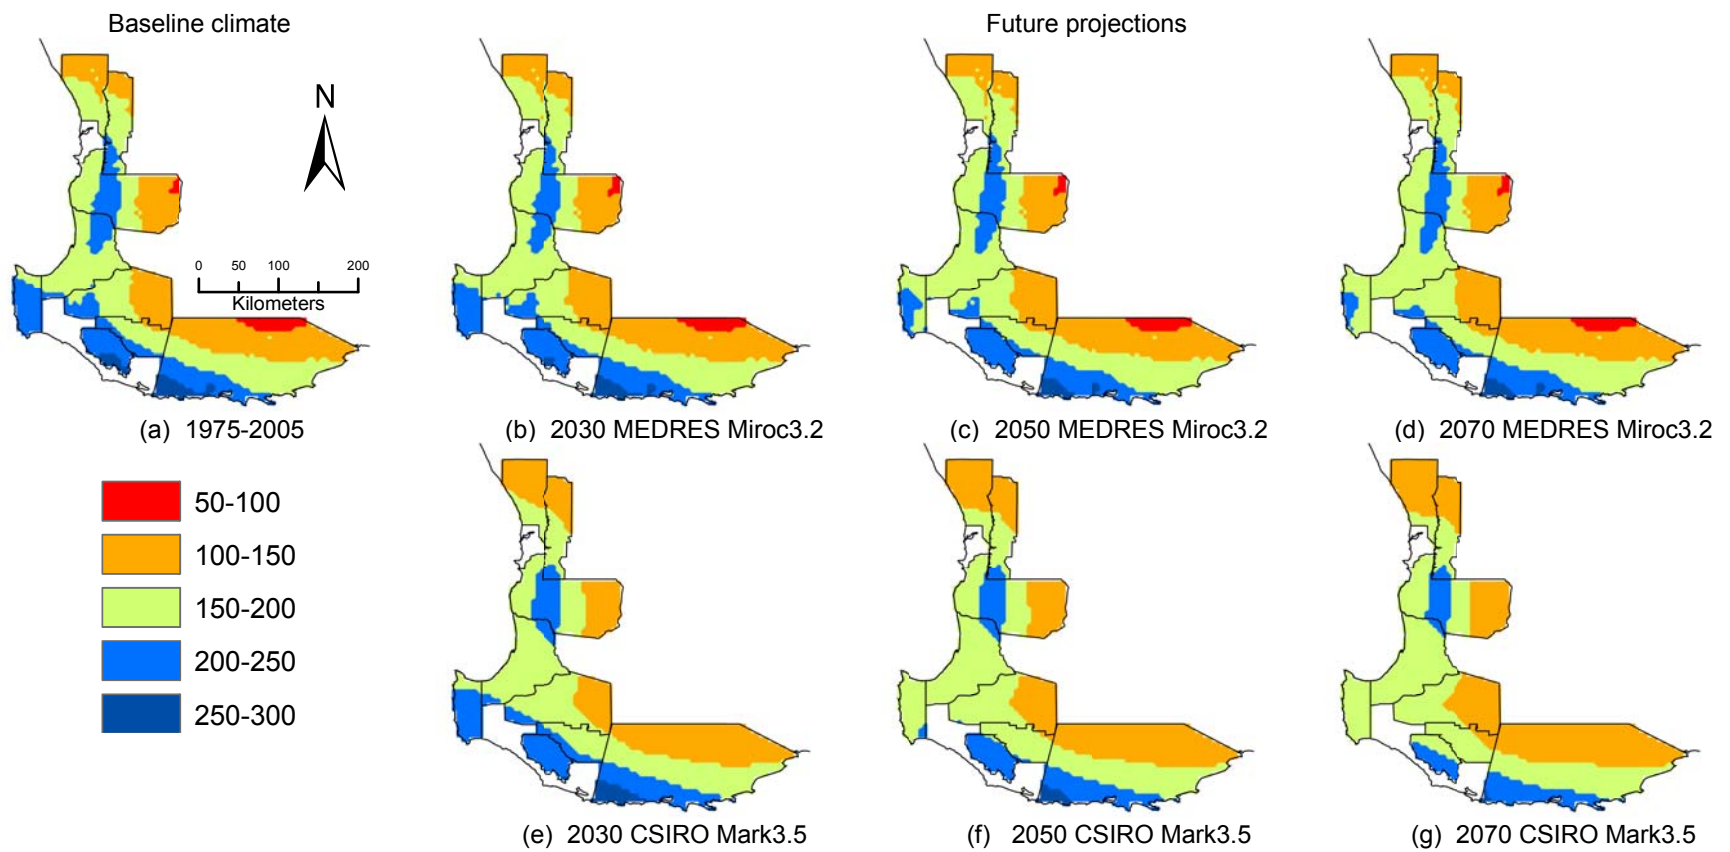 Baseline climate
Future projections
N
0 50 100 200
Kilometers
(a) 1975-2005
(b) 2030 MEDRES Miroc3.2
(c) 2050 MEDRES Miroc3.2
(d) 2070 MEDRES Miroc3.2
50-100
100-150
150-200
200-250
250-300
(e) 2030 CSIRO Mark3.5
(f) 2050 CSIRO Mark3.5
(g) 2070 CSIRO Mark3.5